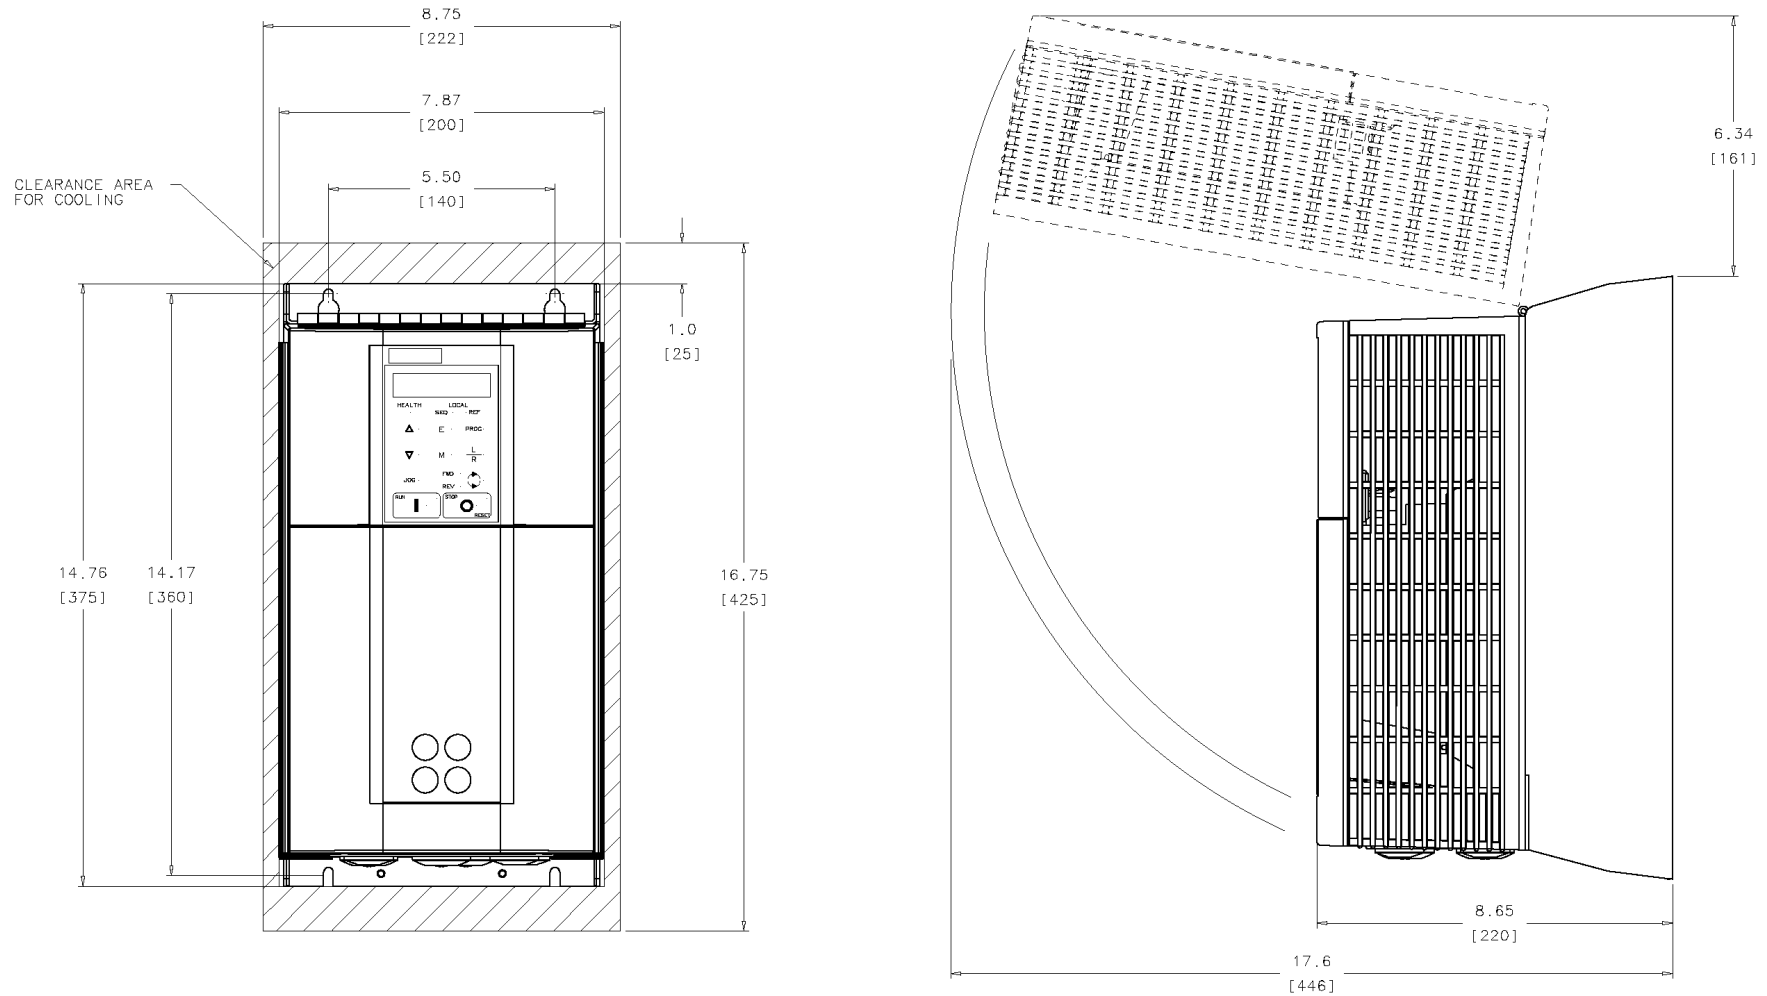 8.75
[222]
7.87
[200]
5.50
[140]
CLEARANCE AREA
FOR COOLING
1.0
[25]
6.34
[161]
HEALTH LOCAL
SEQ REF
E PROG
M L
R
FWD
JOG
REV
RUN STOP
RESET
14.76
[375]
14.17
[360]
16.75
[425]
8.65
[220]
17.6
[446]